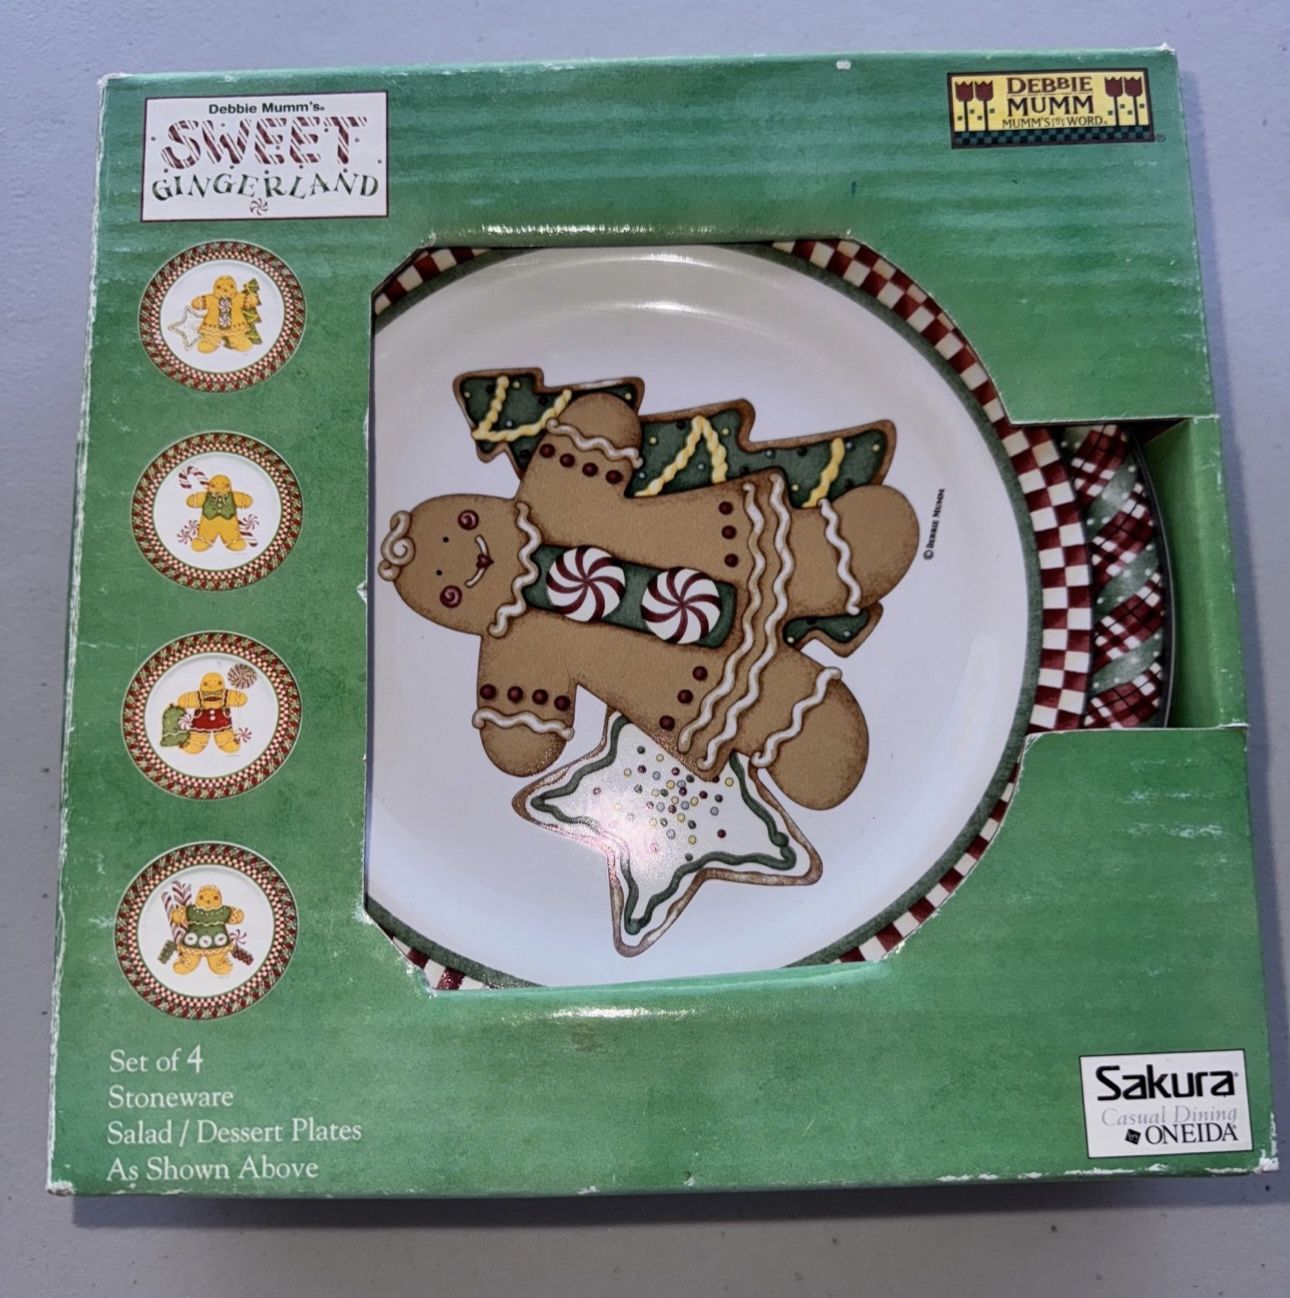 Debbie Mumm's®
SWEET
GINGERLAND
DEBBIE
MUMM
MUMM'S THE WORD®
© DEBBIE MUMM
Set of 4
Stoneware
Salad / Dessert Plates
As Shown Above
Sakura®
Casual Dining
by ONEIDA®